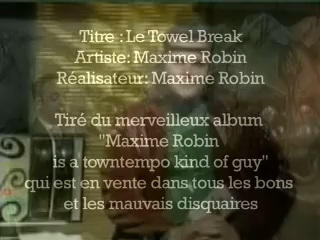 Titre : Le Towel Break
Artiste: Maxime Robin
Réalisateur: Maxime Robin
Tiré du merveilleux album
"Maxime Robin
is a towntempo kind of guy"
qui est en vente dans tous les bons
et les mauvais disquaires